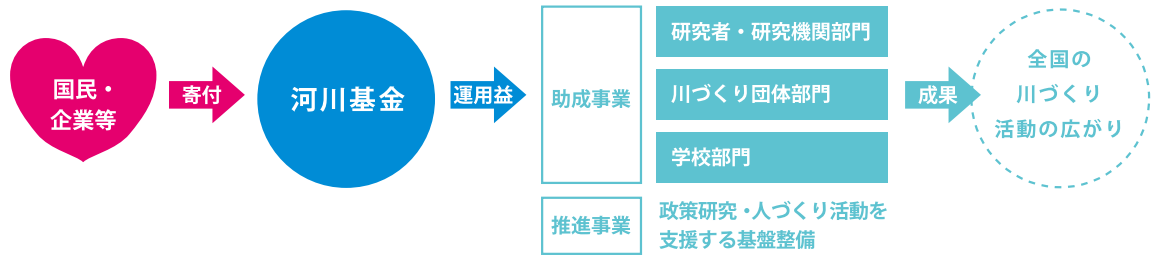 国民・
企業等
寄付
河川基金
運用益
助成事業
研究者・研究機関部門
川づくり団体部門
学校部門
推進事業
政策研究・人づくり活動を
支援する基盤整備
成果
全国の
川づくり
活動の広がり